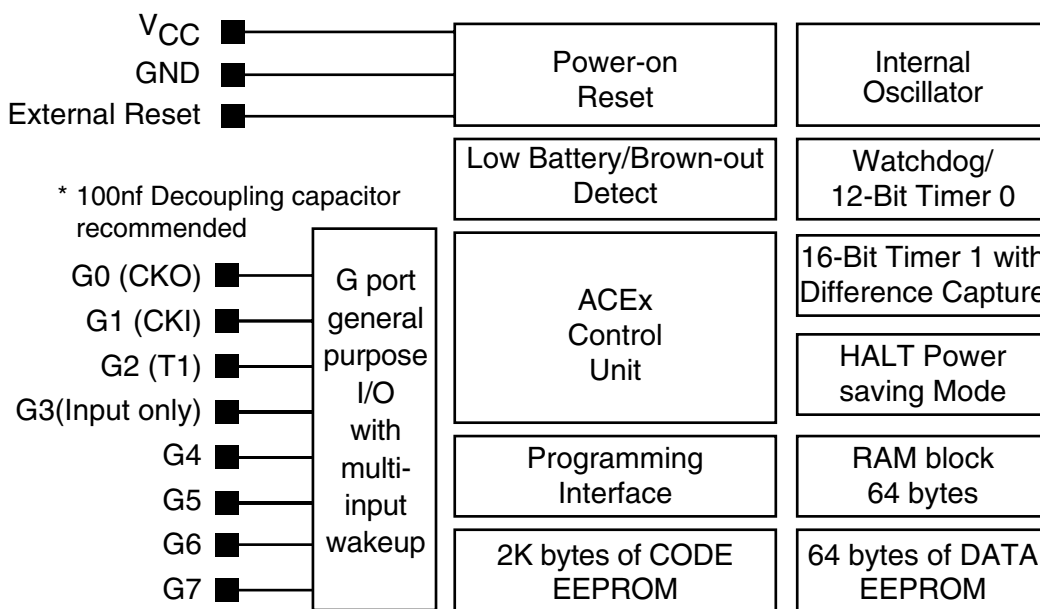 VCC
GND
External Reset
Power-on
Reset
Internal
Oscillator
Low Battery/Brown-out
Detect
Watchdog/
12-Bit Timer 0
* 100nf Decoupling capacitor
recommended
G0 (CKO)
G1 (CKI)
G2 (T1)
G3(Input only)
G4
G5
G6
G7
G port
general
purpose
I/O
with
multi-
input
wakeup
ACEx
Control
Unit
16-Bit Timer 1 with
Difference Capture
HALT Power
saving Mode
Programming
Interface
RAM block
64 bytes
2K bytes of CODE
EEPROM
64 bytes of DATA
EEPROM